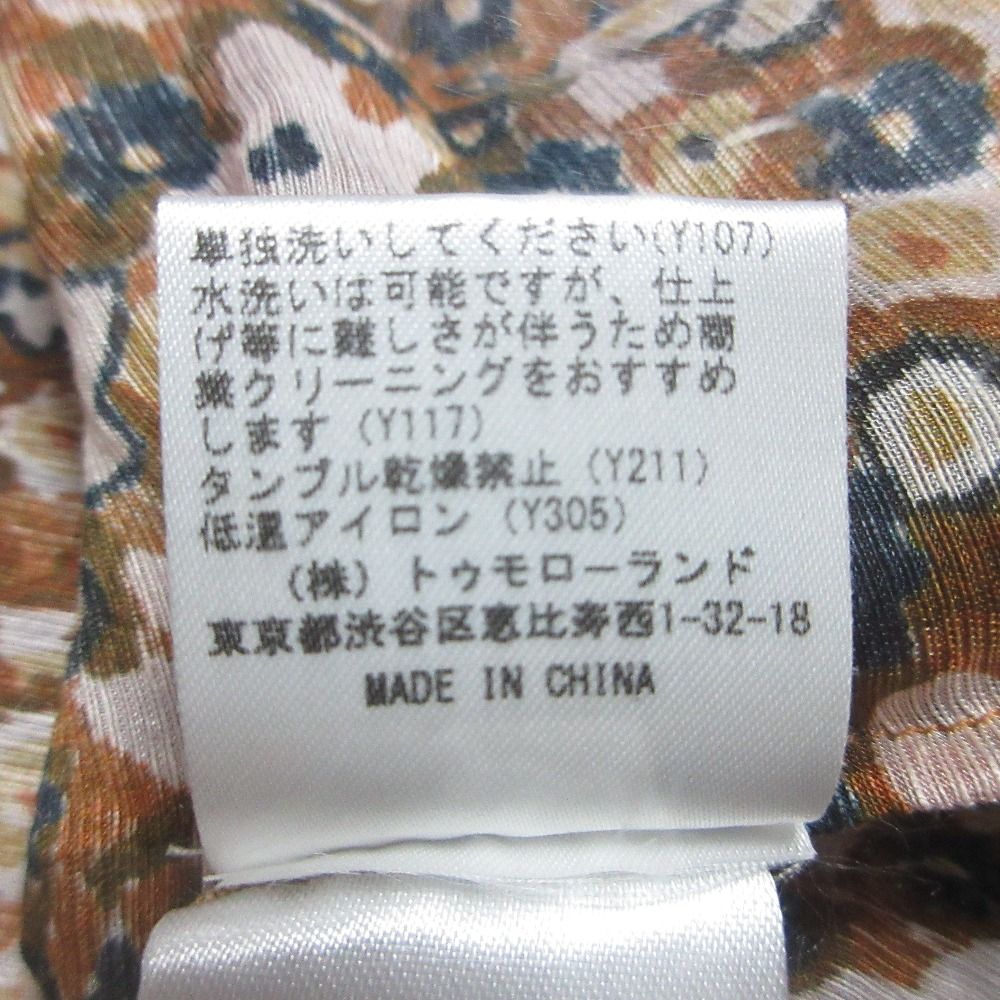 単独洗いしてください(Y107)
水洗いは可能ですが、仕上
げ等に難しさが伴うため商
業クリーニングをおすすめ
します (Y117)
タンブル乾燥禁止 (Y211)
低温アイロン (Y305)
(株) トゥモローランド
東京都渋谷区恵比寿西1-32-18
MADE IN CHINA